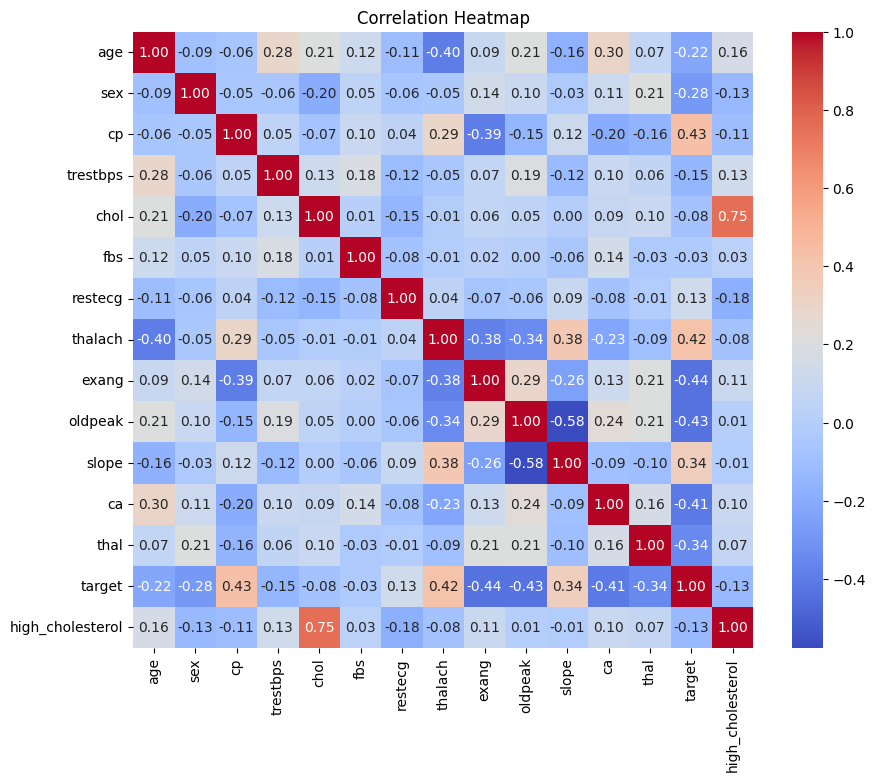 Correlation Heatmap
age 1.00 -0.09 -0.06 0.28 0.21 0.12 -0.11 -0.40 0.09 0.21 -0.16 0.30 0.07 -0.22 0.16
sex -0.09 1.00 -0.05 -0.06 -0.20 0.05 -0.06 -0.05 0.14 0.10 -0.03 0.11 0.21 -0.28 -0.13
cp -0.06 -0.05 1.00 0.05 -0.07 0.10 0.04 0.29 -0.39 -0.15 0.12 -0.20 -0.16 0.43 -0.11
trestbps 0.28 -0.06 0.05 1.00 0.13 0.18 -0.12 -0.05 0.07 0.19 -0.12 0.10 0.06 -0.15 0.13
chol 0.21 -0.20 -0.07 0.13 1.00 0.01 -0.15 -0.01 0.06 0.05 0.00 0.09 0.10 -0.08 0.75
fbs 0.12 0.05 0.10 0.18 0.01 1.00 -0.08 -0.01 0.02 0.00 -0.06 0.14 -0.03 -0.03 0.03
restecg -0.11 -0.06 0.04 -0.12 -0.15 -0.08 1.00 0.04 -0.07 -0.06 0.09 -0.08 -0.01 0.13 -0.18
thalach -0.40 -0.05 0.29 -0.05 -0.01 -0.01 0.04 1.00 -0.38 -0.34 0.38 -0.23 -0.09 0.42 -0.08
exang 0.09 0.14 -0.39 0.07 0.06 0.02 -0.07 -0.38 1.00 0.29 -0.26 0.13 0.21 -0.44 0.11
oldpeak 0.21 0.10 -0.15 0.19 0.05 0.00 -0.06 -0.34 0.29 1.00 -0.58 0.24 0.21 -0.43 0.01
slope -0.16 -0.03 0.12 -0.12 0.00 -0.06 0.09 0.38 -0.26 -0.58 1.00 -0.09 -0.10 0.34 -0.01
ca 0.30 0.11 -0.20 0.10 0.09 0.14 -0.08 -0.23 0.13 0.24 -0.09 1.00 0.16 -0.41 0.10
thal 0.07 0.21 -0.16 0.06 0.10 -0.03 -0.01 -0.09 0.21 0.21 -0.10 0.16 1.00 -0.34 0.07
target -0.22 -0.28 0.43 -0.15 -0.08 -0.03 0.13 0.42 -0.44 -0.43 0.34 -0.41 -0.34 1.00 -0.13
high_cholesterol 0.16 -0.13 -0.11 0.13 0.75 0.03 -0.18 -0.08 0.11 0.01 -0.01 0.10 0.07 -0.13 1.00
age sex cp trestbps chol fbs restecg thalach exang oldpeak slope ca thal target high_cholesterol
1.0
0.8
0.6
0.4
0.2
0.0
−0.2
−0.4